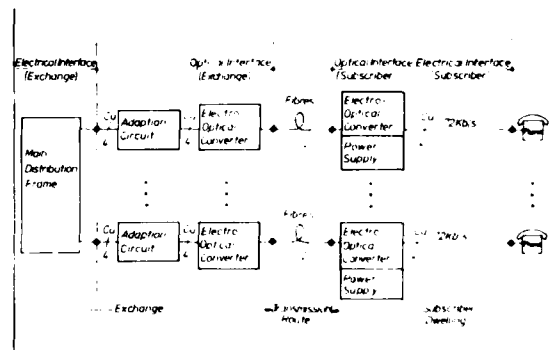 Electrical Interface
(Exchange)
Optical Interface
(Exchange)
Optical Interface
(Subscriber
Electrical Interface
Subscriber
Main
Distribution
Frame
Cu
4
Adaption
Circuit
Cu
4
Electro
Optical
Converter
Fibres
Electro-
Optical
Converter
Power
Supply
Cu
72Kb/s
Cu
4
Adaption
Circuit
Cu
4
Electro
Optical
Converter
Fibres
Electro
Optical
Converter
Power
Supply
Cu
72Kb/s
Exchange
Transmission
Route
Subscriber
Dwelling